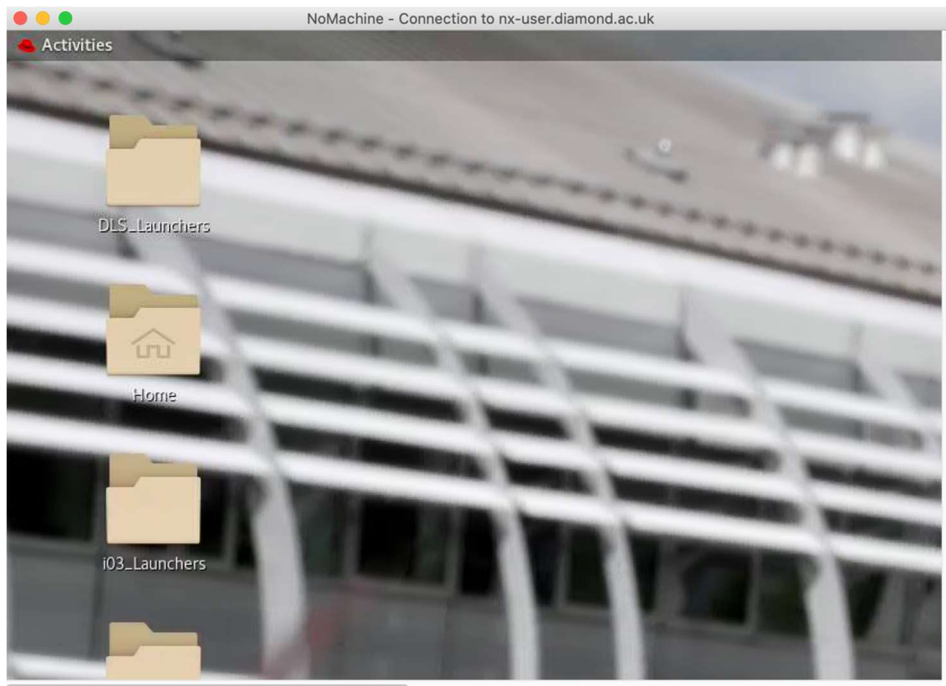 NoMachine - Connection to nx-user.diamond.ac.uk
Activities
DLS_Launchers
Home
i03_Launchers